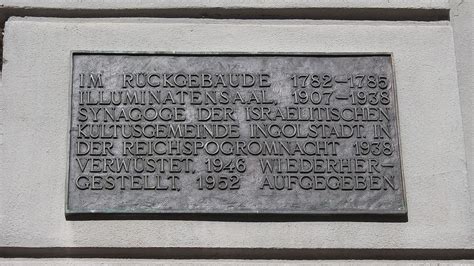 IM RÜCKGEBÄUDE 1782–1785
ILLUMINATENSAAL, 1907–1938
SYNAGOGE DER ISRAELITISCHEN
KULTUSGEMEINDE INGOLSTADT. IN
DER REICHSPOGROMNACHT 1938
VERWÜSTET, 1946 WIEDERHER-
GESTELLT, 1952 AUFGEGEBEN